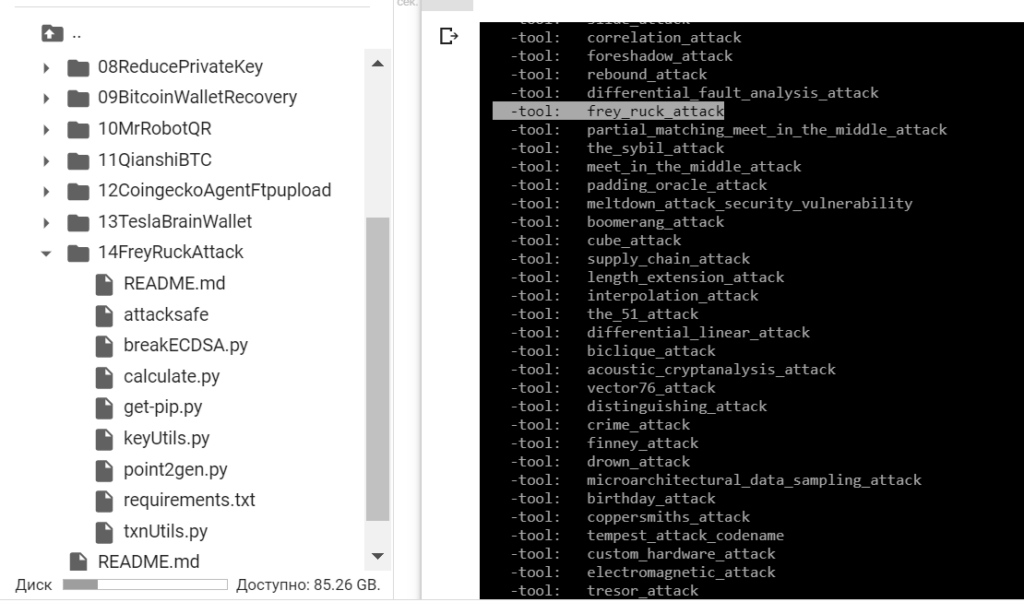 ..
08ReducePrivateKey
09BitcoinWalletRecovery
10MrRobotQR
11QianshiBTC
12CoingeckoAgentFtpupload
13TeslaBrainWallet
14FreyRuckAttack
README.md
attacksafe
breakECDSA.py
calculate.py
get-pip.py
keyUtils.py
point2gen.py
requirements.txt
txnUtils.py
README.md
Диск
Доступно: 85.26 GB.
сек.
-tool: slide_attack
-tool: correlation_attack
-tool: foreshadow_attack
-tool: rebound_attack
-tool: differential_fault_analysis_attack
-tool: frey_ruck_attack
-tool: partial_matching_meet_in_the_middle_attack
-tool: the_sybil_attack
-tool: meet_in_the_middle_attack
-tool: padding_oracle_attack
-tool: meltdown_attack_security_vulnerability
-tool: boomerang_attack
-tool: cube_attack
-tool: supply_chain_attack
-tool: length_extension_attack
-tool: interpolation_attack
-tool: the_51_attack
-tool: differential_linear_attack
-tool: biclique_attack
-tool: acoustic_cryptanalysis_attack
-tool: vector76_attack
-tool: distinguishing_attack
-tool: crime_attack
-tool: finney_attack
-tool: drown_attack
-tool: microarchitectural_data_sampling_attack
-tool: birthday_attack
-tool: coppersmiths_attack
-tool: tempest_attack_codename
-tool: custom_hardware_attack
-tool: electromagnetic_attack
-tool: tresor_attack